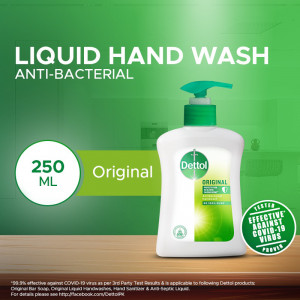 LIQUID HAND WASH
ANTI-BACTERIAL
250
ML
Original
Dettol
ORIGINAL
TESTED
EFFECTIVE*
AGAINST
COVID-19
VIRUS
PROVEN
*99.9% effective against COVID-19 virus as per 3rd Party Test Results & is applicable to following Dettol products:
Original Bar Soap, Original Liquid Handwashes, Hand Sanitizer & Anti-Septic Liquid.
For details please see http://facebook.com/DettolPK